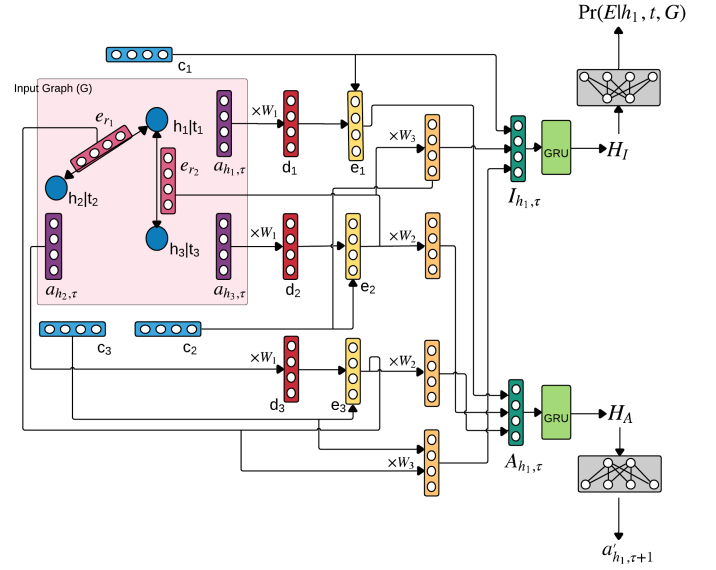 Pr(E|h₁, t, G)
c₁
Input Graph (G)
e_{r₁}
h₁|t₁
×W₁
a_{h₁,τ}
d₁
e₁
×W₃
I_{h₁,τ}
GRU
H_I
e_{r₂}
h₂|t₂
h₃|t₃
a_{h₂,τ}
a_{h₃,τ}
×W₁
d₂
e₂
×W₂
c₃
c₂
×W₁
d₃
e₃
×W₂
×W₃
A_{h₁,τ}
GRU
H_A
a′_{h₁,τ+1}